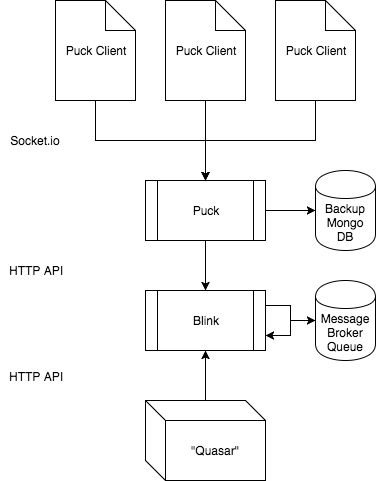 Puck Client
Puck Client
Puck Client
Socket.io
Puck
Backup
Mongo
DB
HTTP API
Blink
Message
Broker
Queue
HTTP API
"Quasar"